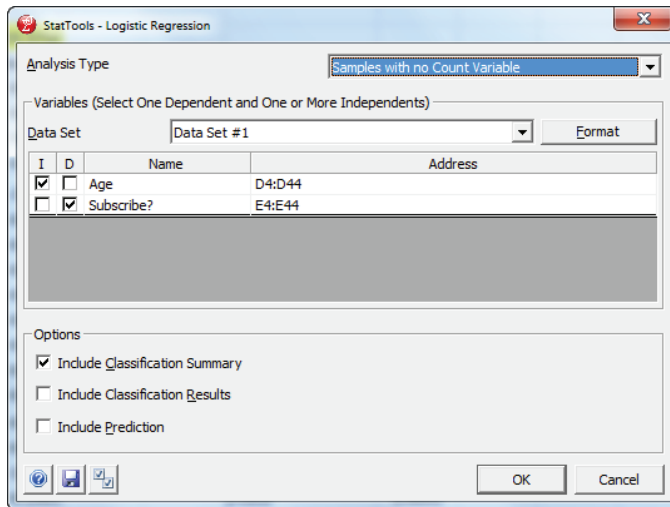 StatTools - Logistic Regression
Analysis Type Samples with no Count Variable
Variables (Select One Dependent and One or More Independents)
Data Set Data Set #1 Format
I D Name Address
Age D4:D44
Subscribe? E4:E44
Options
Include Classification Summary
Include Classification Results
Include Prediction
OK Cancel